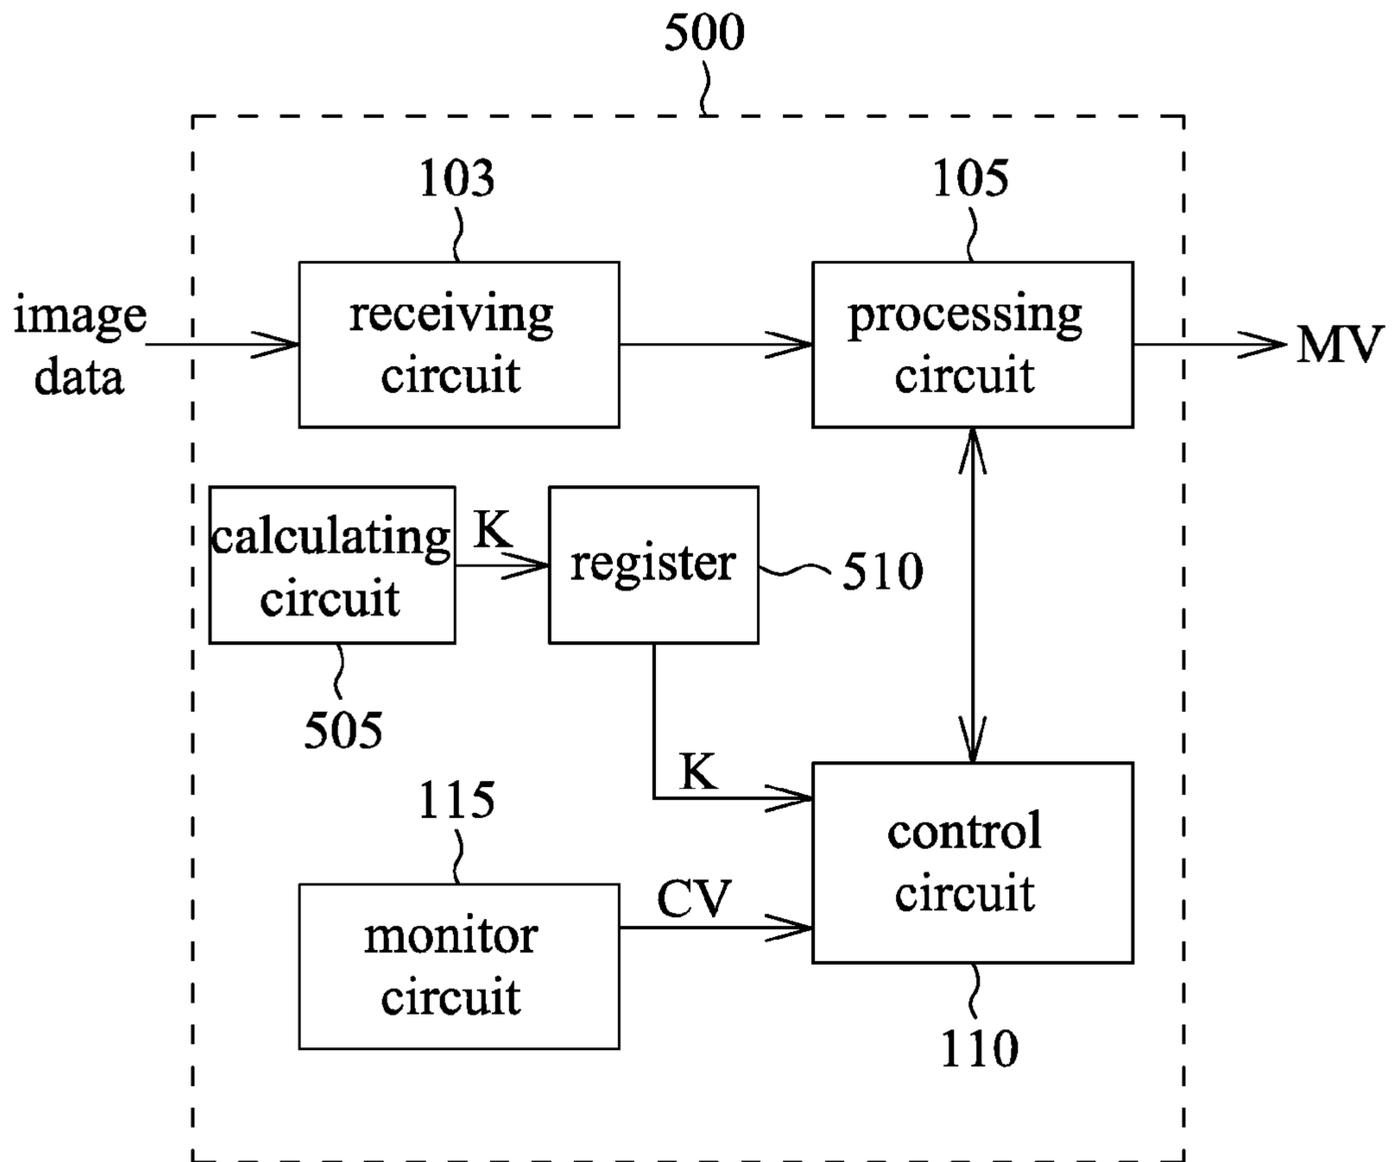 500
103
105
image
data
receiving
circuit
processing
circuit
MV
calculating
circuit
K
register
510
505
K
115
monitor
circuit
CV
control
circuit
110